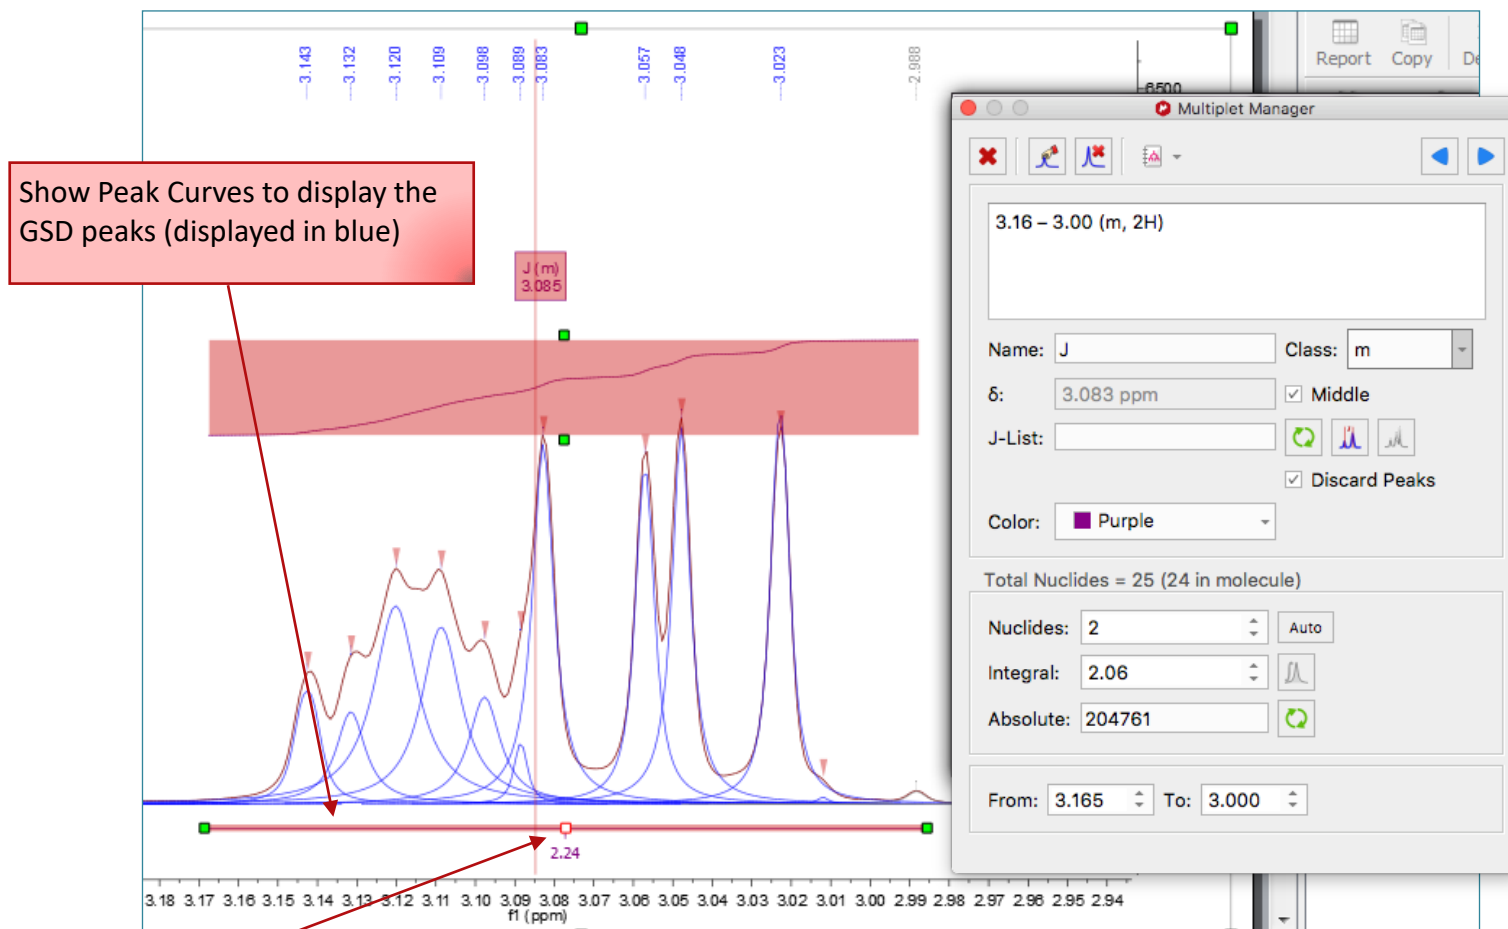 3.143
3.132
3.120
3.109
3.098
3.089
3.083
3.057
3.048
3.023
2.988
6500
Report Copy
Multiplet Manager
Show Peak Curves to display the
GSD peaks (displayed in blue)
J (m)
3.085
3.16 – 3.00 (m, 2H)
Name: J Class: m
δ: 3.083 ppm Middle
J-List:
Discard Peaks
Color: Purple
Total Nuclides = 25 (24 in molecule)
Nuclides: 2 Auto
Integral: 2.06
Absolute: 204761
From: 3.165 To: 3.000
2.24
3.18 3.17 3.16 3.15 3.14 3.13 3.12 3.11 3.10 3.09 3.08 3.07 3.06 3.05 3.04 3.03 3.02 3.01 3.00 2.99 2.98 2.97 2.96 2.95 2.94
f1 (ppm)